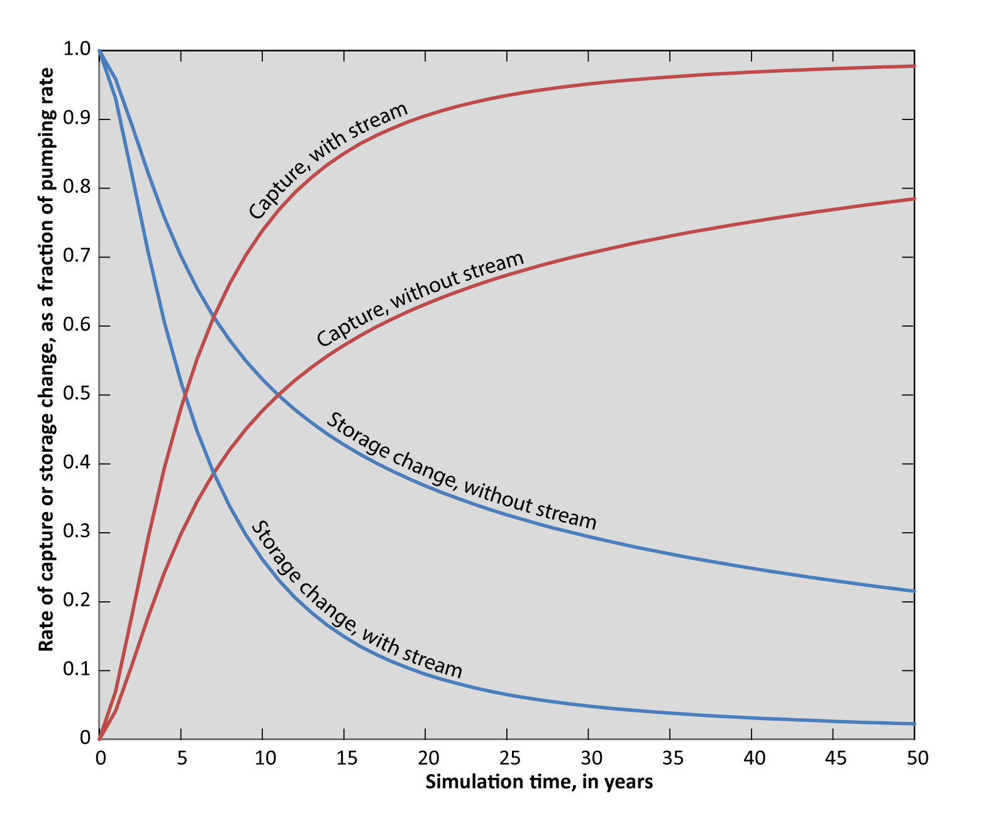 Rate of capture or storage change, as a fraction of pumping rate
1.0
0.9
0.8
0.7
0.6
0.5
0.4
0.3
0.2
0.1
0
Capture, with stream
Capture, without stream
Storage change, without stream
Storage change, with stream
0 5 10 15 20 25 30 35 40 45 50
Simulation time, in years